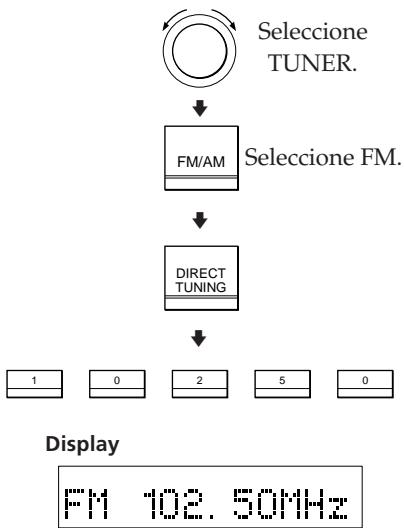 Seleccione
TUNER.
FM/AM
Seleccione FM.
DIRECT
TUNING
1 0 2 5 0
Display
FM 102. 50MHz